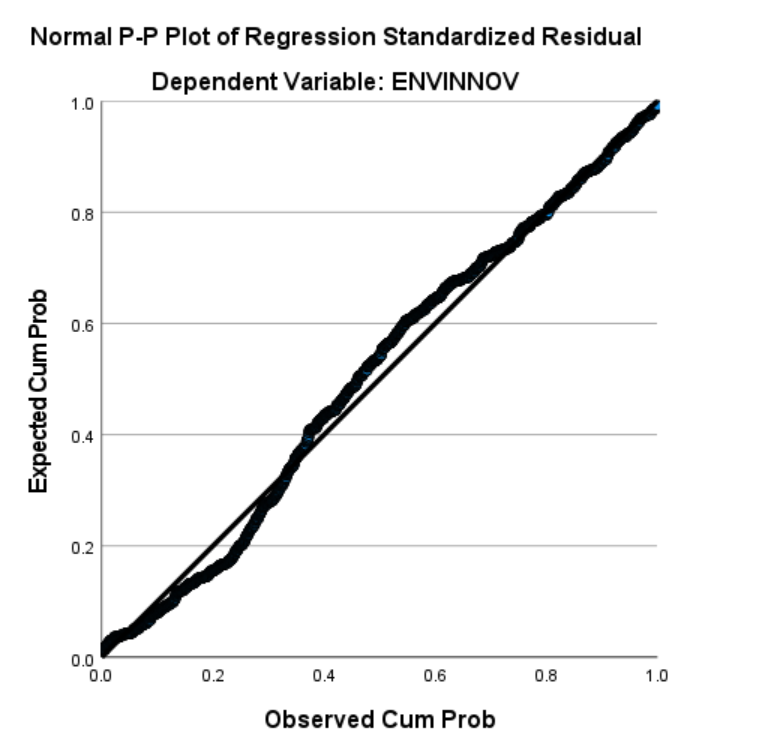 Normal P-P Plot of Regression Standardized Residual
Dependent Variable: ENVINNOV
1.0
0.8
0.6
0.4
0.2
0.0
Expected Cum Prob
0.0 0.2 0.4 0.6 0.8 1.0
Observed Cum Prob